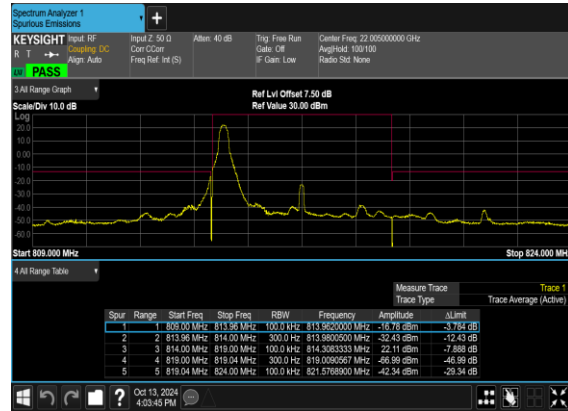 Spectrum Analyzer 1
Spurious Emissions
+
KEYSIGHT Input: RF Input Z: 50 Ω Atten: 40 dB Trig: Free Run Center Freq: 22.005000000 GHz
R T Coupling: DC Corr CCorr Gate: Off Avg|Hold: 100/100
Align: Auto Freq Ref: Int (S) IF Gain: Low Radio Std: None
LW PASS
3 All Range Graph
Ref Lvl Offset 7.50 dB
Scale/Div 10.0 dB Ref Value 30.00 dBm
Log
20.0
10.0
0.00
-10.0
-20.0
-30.0
-40.0
-50.0
-60.0
Start 809.000 MHz Stop 824.000 MH
4 All Range Table
Measure Trace Trace 1
Trace Type Trace Average (Active)
Spur Range Start Freq Stop Freq RBW Frequency Amplitude ΔLimit
1 1 809.00 MHz 813.96 MHz 100.0 kHz 813.9620000 MHz -16.78 dBm -3.784 dB
2 2 813.96 MHz 814.00 MHz 300.0 Hz 813.9800500 MHz -32.43 dBm -12.43 dB
3 3 814.00 MHz 819.00 MHz 100.0 kHz 814.3083333 MHz 22.11 dBm -7.888 dB
4 4 819.00 MHz 819.04 MHz 300.0 Hz 819.0090567 MHz -66.99 dBm -46.99 dB
5 5 819.04 MHz 824.00 MHz 100.0 kHz 821.5768900 MHz -42.34 dBm -29.34 dB
? Oct 13, 2024
4:03:45 PM